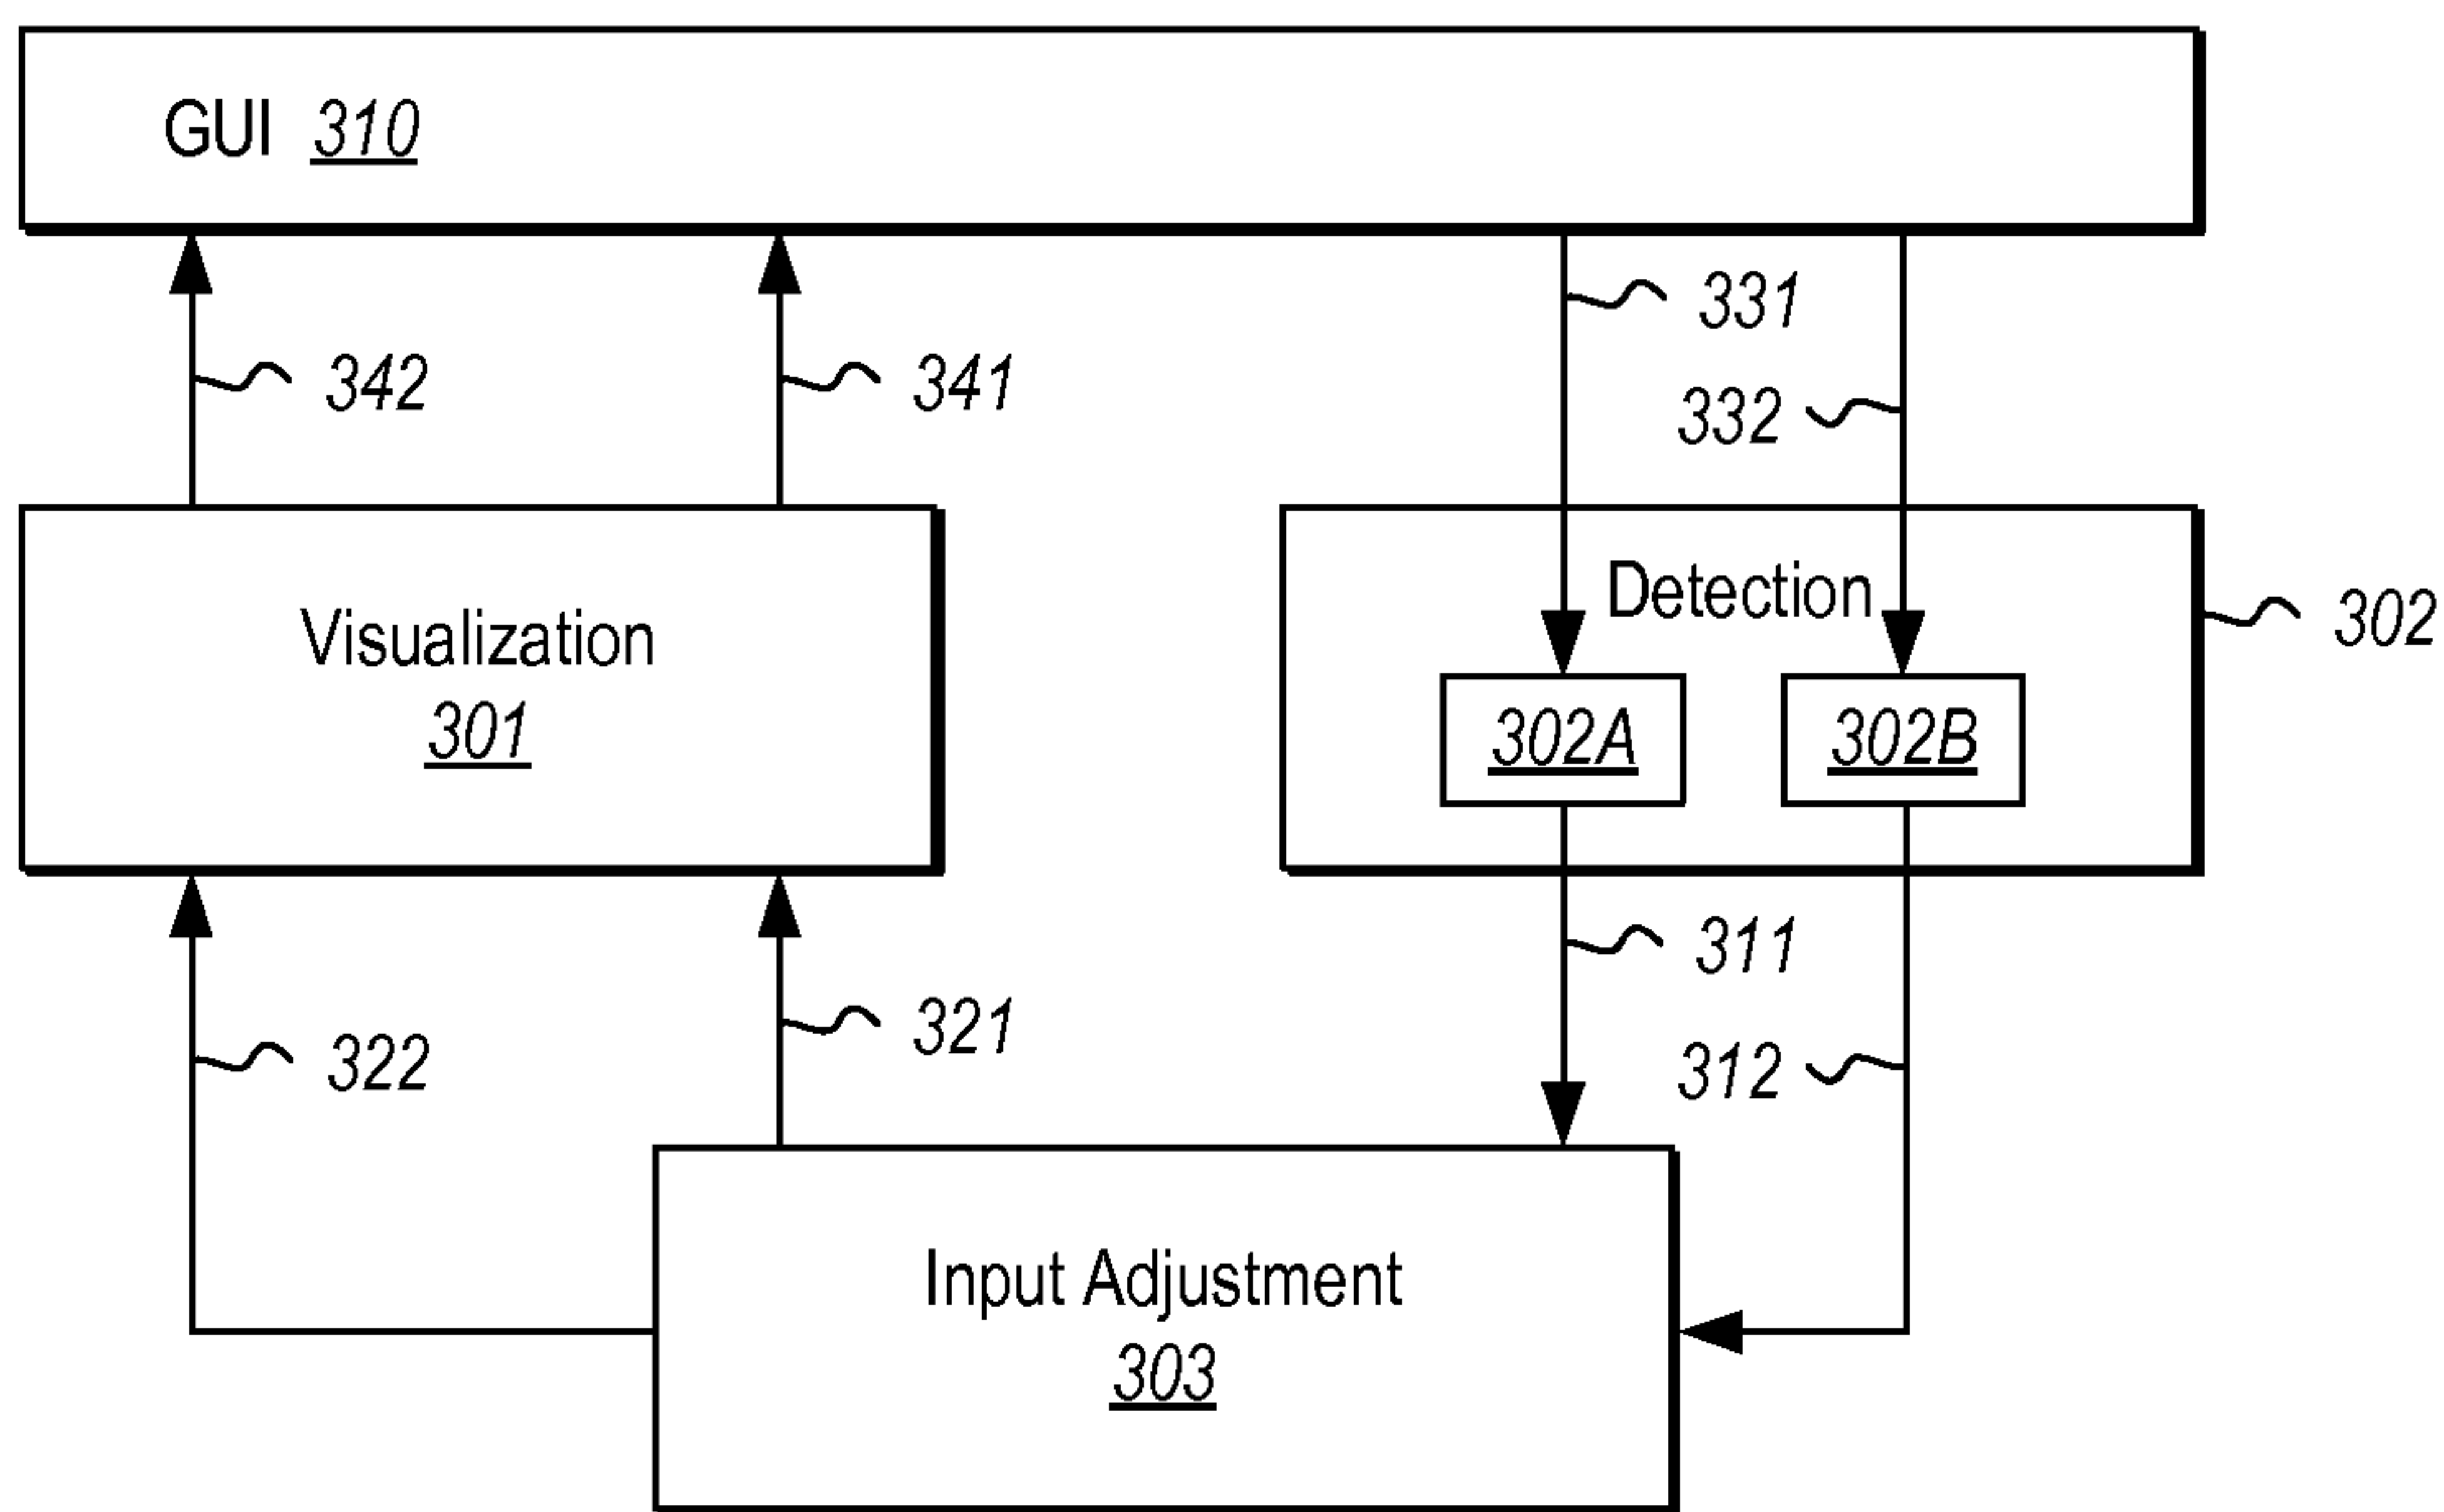 GUI 310
331
342
341
332
Detection
302
Visualization
301
302A
302B
311
321
322
312
Input Adjustment
303